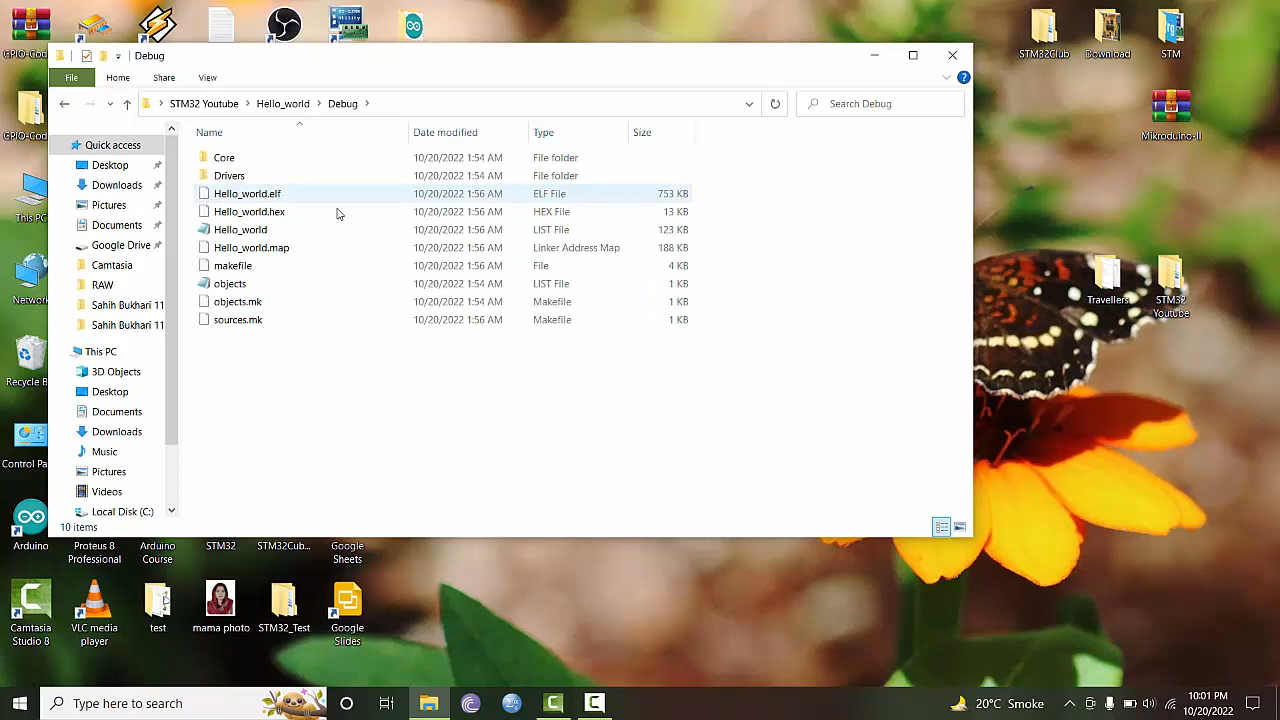 GPIO-Cod
STM32Club
Download
STM
Debug
File
Home
Share
View
?
STM32 Youtube
Hello_world
Debug
Search Debug
GPIO-Cod
Mikroduino-II
Name
Date modified
Type
Size
Quick access
Desktop
Downloads
Pictures
Documents
Google Drive
Camtasia
RAW
Sahih Bukhari 11
Sahih Bukhari 11
This PC
3D Objects
Desktop
Documents
Downloads
Music
Pictures
Videos
Local Disk (C:)
Core 10/20/2022 1:54 AM File folder
Drivers 10/20/2022 1:54 AM File folder
Hello_world.elf 10/20/2022 1:56 AM ELF File 753 KB
Hello_world.hex 10/20/2022 1:56 AM HEX File 13 KB
Hello_world 10/20/2022 1:56 AM LIST File 123 KB
Hello_world.map 10/20/2022 1:56 AM Linker Address Map 188 KB
makefile 10/20/2022 1:56 AM File 4 KB
objects 10/20/2022 1:54 AM LIST File 1 KB
objects.mk 10/20/2022 1:54 AM Makefile 1 KB
sources.mk 10/20/2022 1:56 AM Makefile 1 KB
10 items
This PC
Network
Recycle B
Control Pa
Travellers
STM32
Youtube
Arduino
Proteus 8
Professional
Arduino
Course
STM32
STM32Cub...
Google
Sheets
Camtasia
Studio 8
VLC media
player
test
mama photo
STM32_Test
Google
Slides
Type here to search
20°C Smoke
10:01 PM
10/20/2022